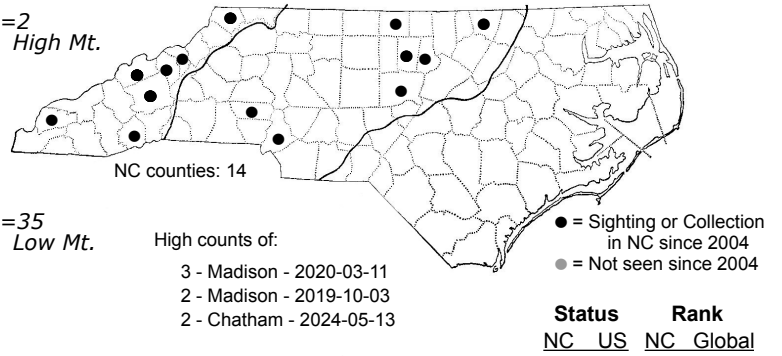 =2
High Mt.
NC counties: 14
=35
Low Mt.
High counts of:
3 - Madison - 2020-03-11
2 - Madison - 2019-10-03
2 - Chatham - 2024-05-13
● = Sighting or Collection
in NC since 2004
● = Not seen since 2004
Status Rank
NC US NC Global